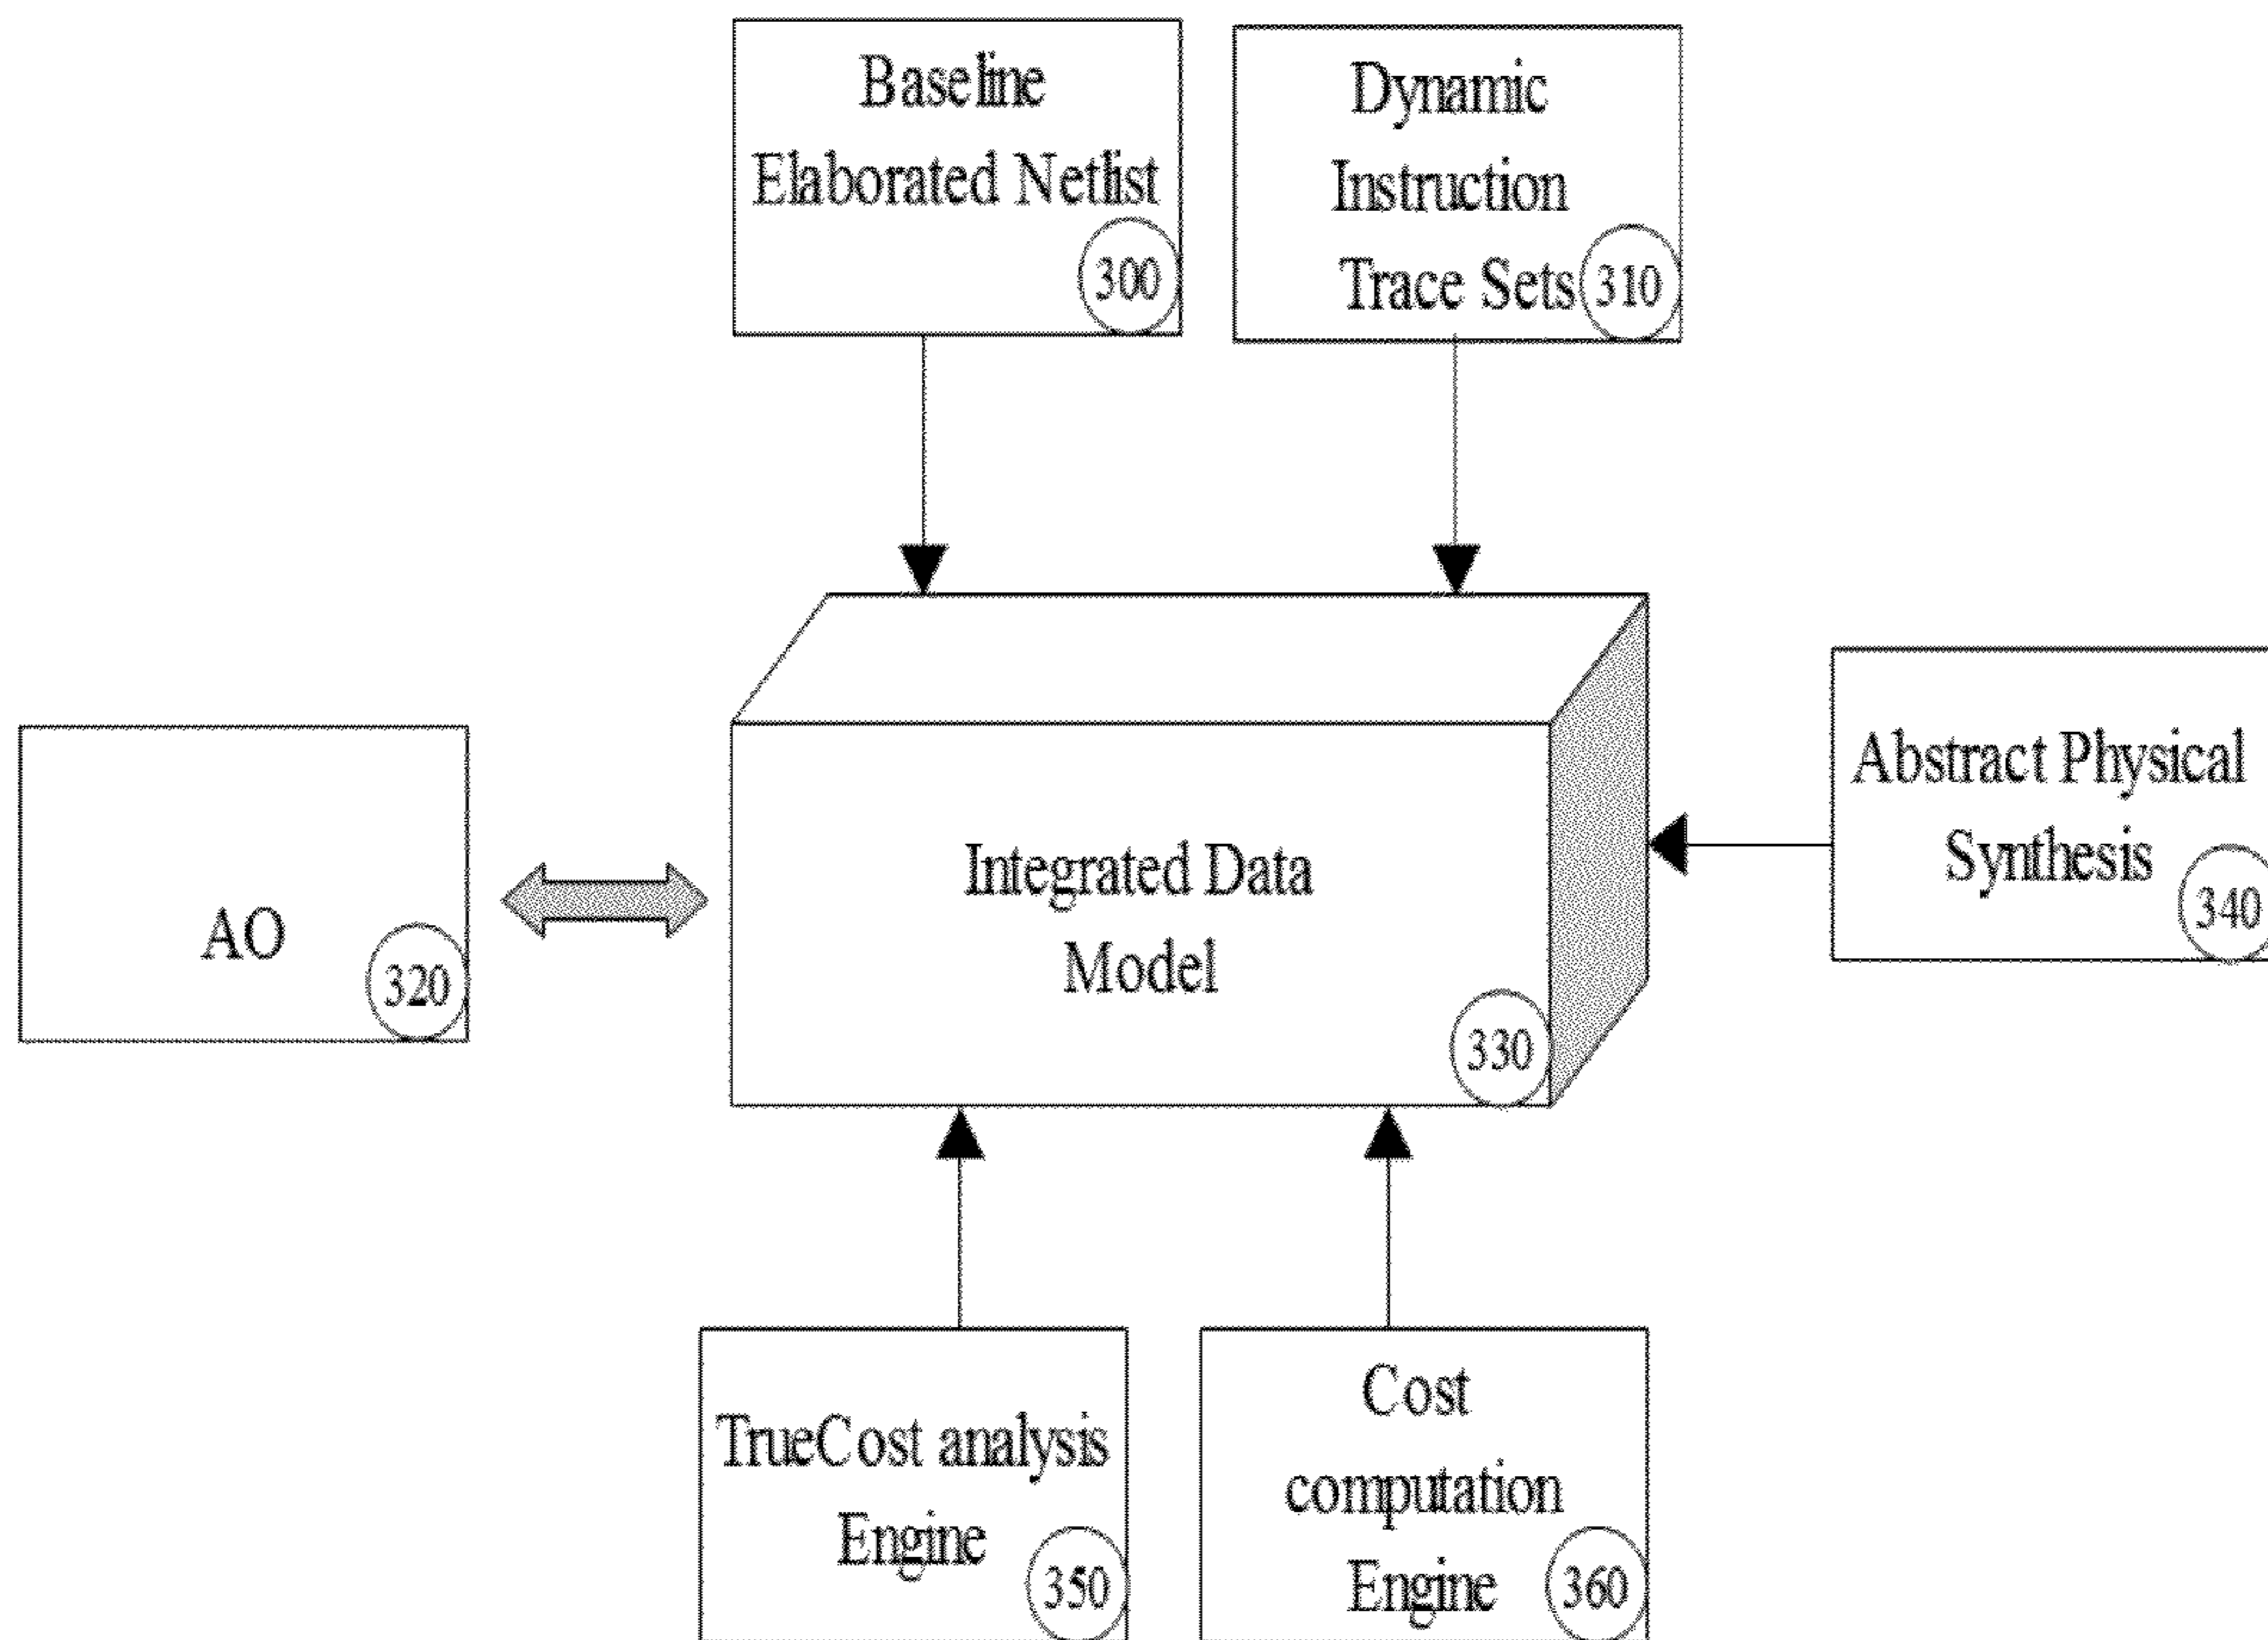 Baseline
Elaborated Netlist
300
Dynamic
Instruction
Trace Sets
310
AO
320
Integrated Data
Model
330
Abstract Physical
Synthesis
340
TrueCost analysis
Engine
350
Cost
computation
Engine
360